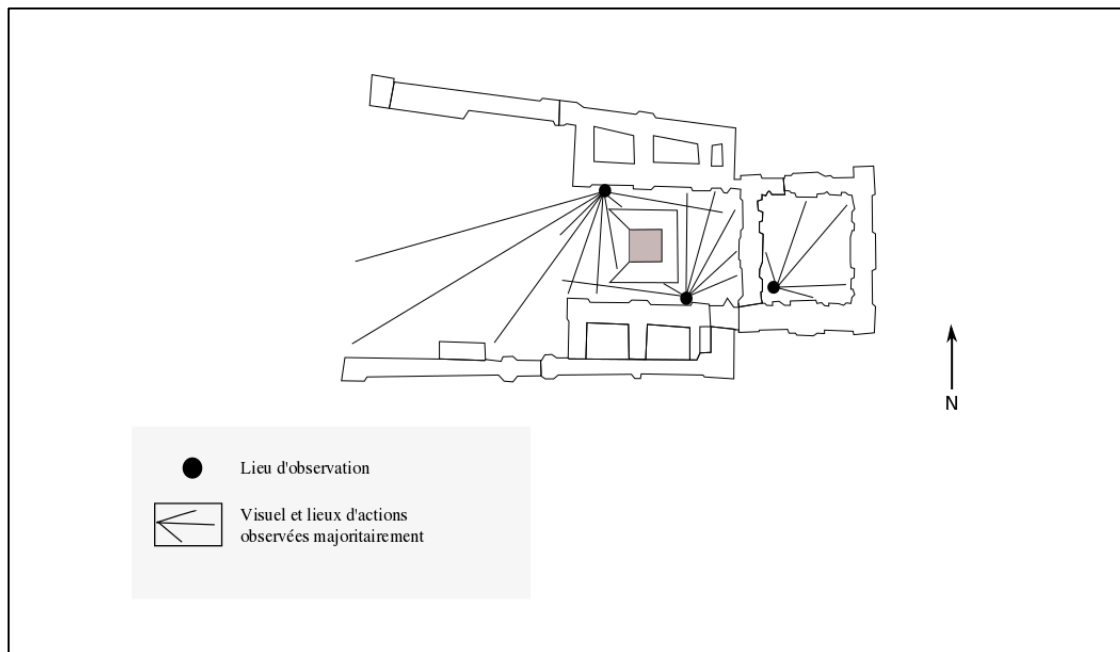 N
Lieu d'observation
Visuel et lieux d'actions
observées majoritairement